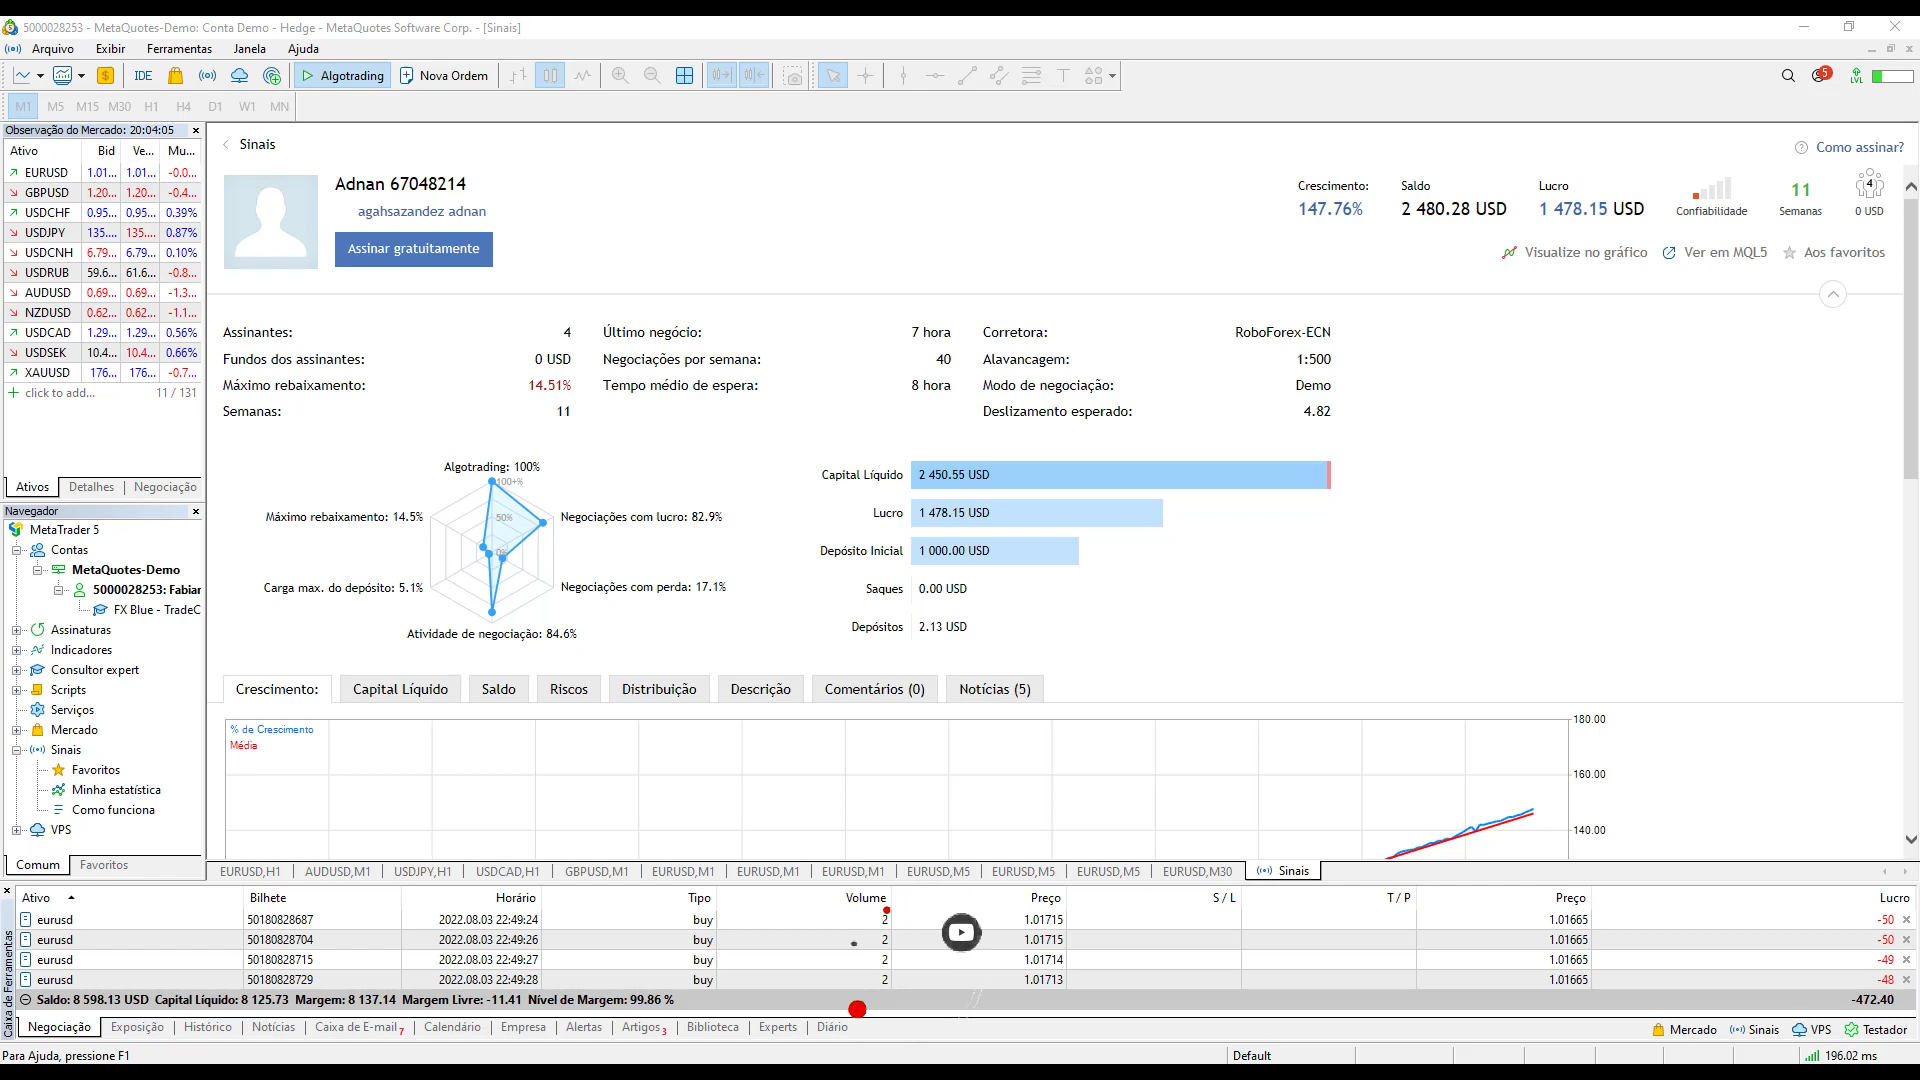 5000028253 - MetaQuotes-Demo: Conta Demo - Hedge - MetaQuotes Software Corp. - [Sinais]
Arquivo Exibir Ferramentas Janela Ajuda
IDE Algotrading Nova Ordem 5 LVL
M1 M5 M15 M30 H1 H4 D1 W1 MN
Observação do Mercado: 20:04:05
Ativo Bid Ve... Mu...
EURUSD 1.01... 1.01... -0.0...
GBPUSD 1.20... 1.20... -0.4...
USDCHF 0.95... 0.95... 0.39%
USDJPY 135.... 135.... 0.87%
USDCNH 6.79... 6.79... 0.10%
USDRUB 59.6... 61.6... -0.8...
AUDUSD 0.69... 0.69... -1.3...
NZDUSD 0.62... 0.62... -1.1...
USDCAD 1.29... 1.29... 0.56%
USDSEK 10.4... 10.4... 0.66%
XAUUSD 176... 176... -0.7...
click to add... 11 / 131
Ativos Detalhes Negociação
Navegador
MetaTrader 5
Contas
MetaQuotes-Demo
5000028253: Fabian
FX Blue - TradeC
Assinaturas
Indicadores
Consultor expert
Scripts
Serviços
Mercado
Sinais
Favoritos
Minha estatística
Como funciona
VPS
Comum Favoritos
Sinais
Como assinar?
Adnan 67048214
agahsazandez adnan
Assinar gratuitamente
Crescimento: Saldo Lucro 11 4
147.76% 2 480.28 USD 1 478.15 USD Confiabilidade Semanas 0 USD
Visualize no gráfico Ver em MQL5 Aos favoritos
Assinantes: 4 Último negócio: 7 hora Corretora: RoboForex-ECN
Fundos dos assinantes: 0 USD Negociações por semana: 40 Alavancagem: 1:500
Máximo rebaixamento: 14.51% Tempo médio de espera: 8 hora Modo de negociação: Demo
Semanas: 11 Deslizamento esperado: 4.82
Algotrading: 100%
100+%
Máximo rebaixamento: 14.5% 50% Negociações com lucro: 82.9%
0%
Carga max. do depósito: 5.1% Negociações com perda: 17.1%
Atividade de negociação: 84.6%
Capital Líquido 2 450.55 USD
Lucro 1 478.15 USD
Depósito Inicial 1 000.00 USD
Saques 0.00 USD
Depósitos 2.13 USD
Crescimento: Capital Líquido Saldo Riscos Distribuição Descrição Comentários (0) Notícias (5)
% de Crescimento
Média
180.00
160.00
140.00
EURUSD,H1 AUDUSD,M1 USDJPY,H1 USDCAD,H1 GBPUSD,M1 EURUSD,M1 EURUSD,M1 EURUSD,M1 EURUSD,M5 EURUSD,M5 EURUSD,M5 EURUSD,M30 Sinais
Caixa de Ferramentas
Ativo Bilhete Horário Tipo Volume Preço S / L T / P Preço Lucro
eurusd 50180828687 2022.08.03 22:49:24 buy 2 1.01715 1.01665 -50
eurusd 50180828704 2022.08.03 22:49:26 buy 2 1.01715 1.01665 -50
eurusd 50180828715 2022.08.03 22:49:27 buy 2 1.01714 1.01665 -49
eurusd 50180828729 2022.08.03 22:49:28 buy 2 1.01713 1.01665 -48
Saldo: 8 598.13 USD Capital Líquido: 8 125.73 Margem: 8 137.14 Margem Livre: -11.41 Nível de Margem: 99.86 % -472.40
Negociação Exposição Histórico Notícias Caixa de E-mail 7 Calendário Empresa Alertas Artigos 3 Biblioteca Experts Diário Mercado Sinais VPS Testador
Para Ajuda, pressione F1 Default 196.02 ms